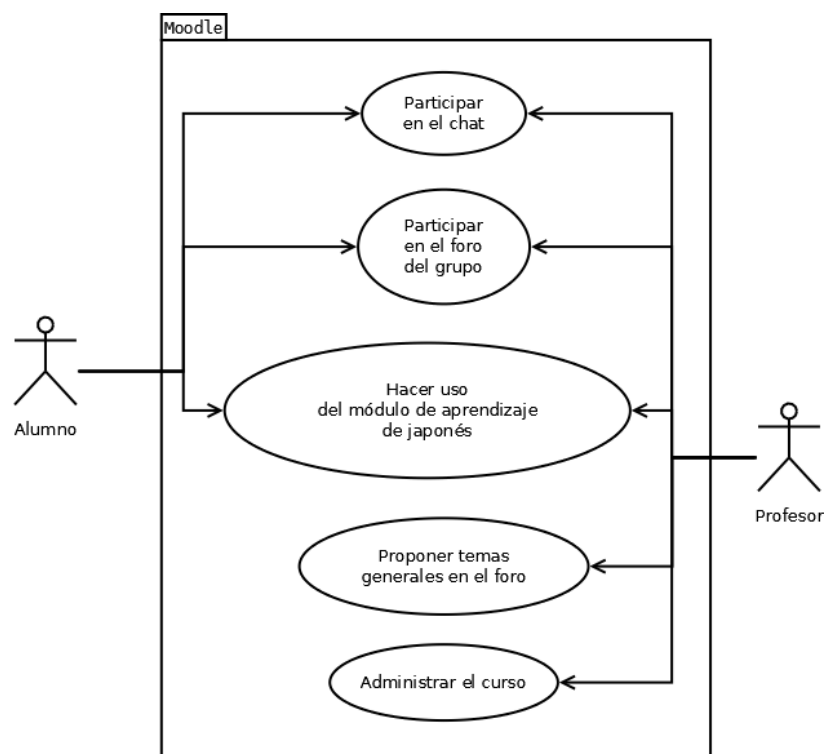 Moodle
Participar
en el chat
Participar
en el foro
del grupo
Hacer uso
del módulo de aprendizaje
de japonés
Alumno
Profesor
Proponer temas
generales en el foro
Administrar el curso